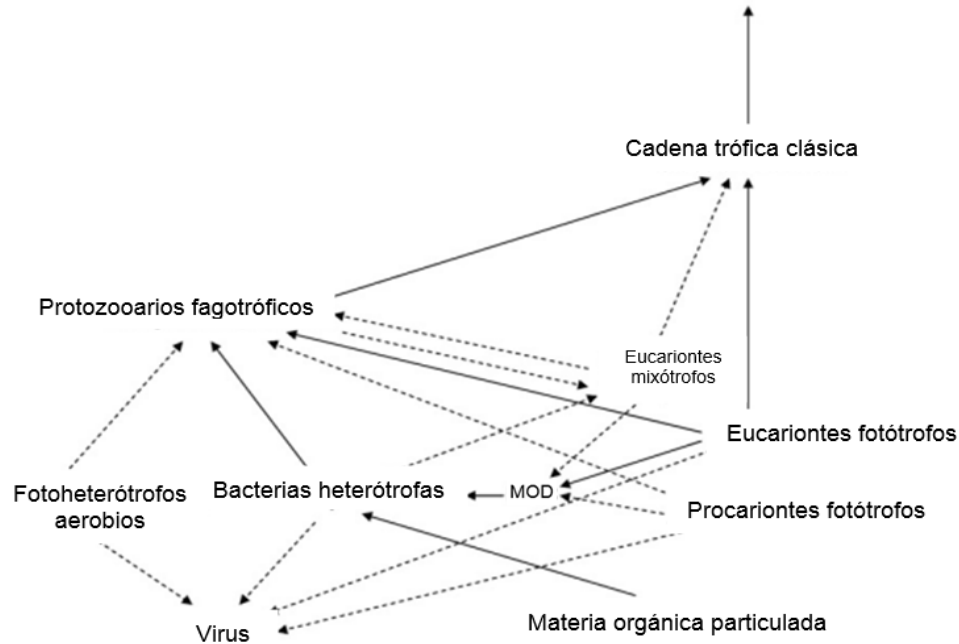 Cadena trófica clásica
Protozooarios fagotróficos
Eucariontes
mixótrofos
Eucariontes fotótrofos
Fotoheterótrofos
aerobios
Bacterias heterótrofas
MOD
Procariontes fotótrofos
Materia orgánica particulada
Virus